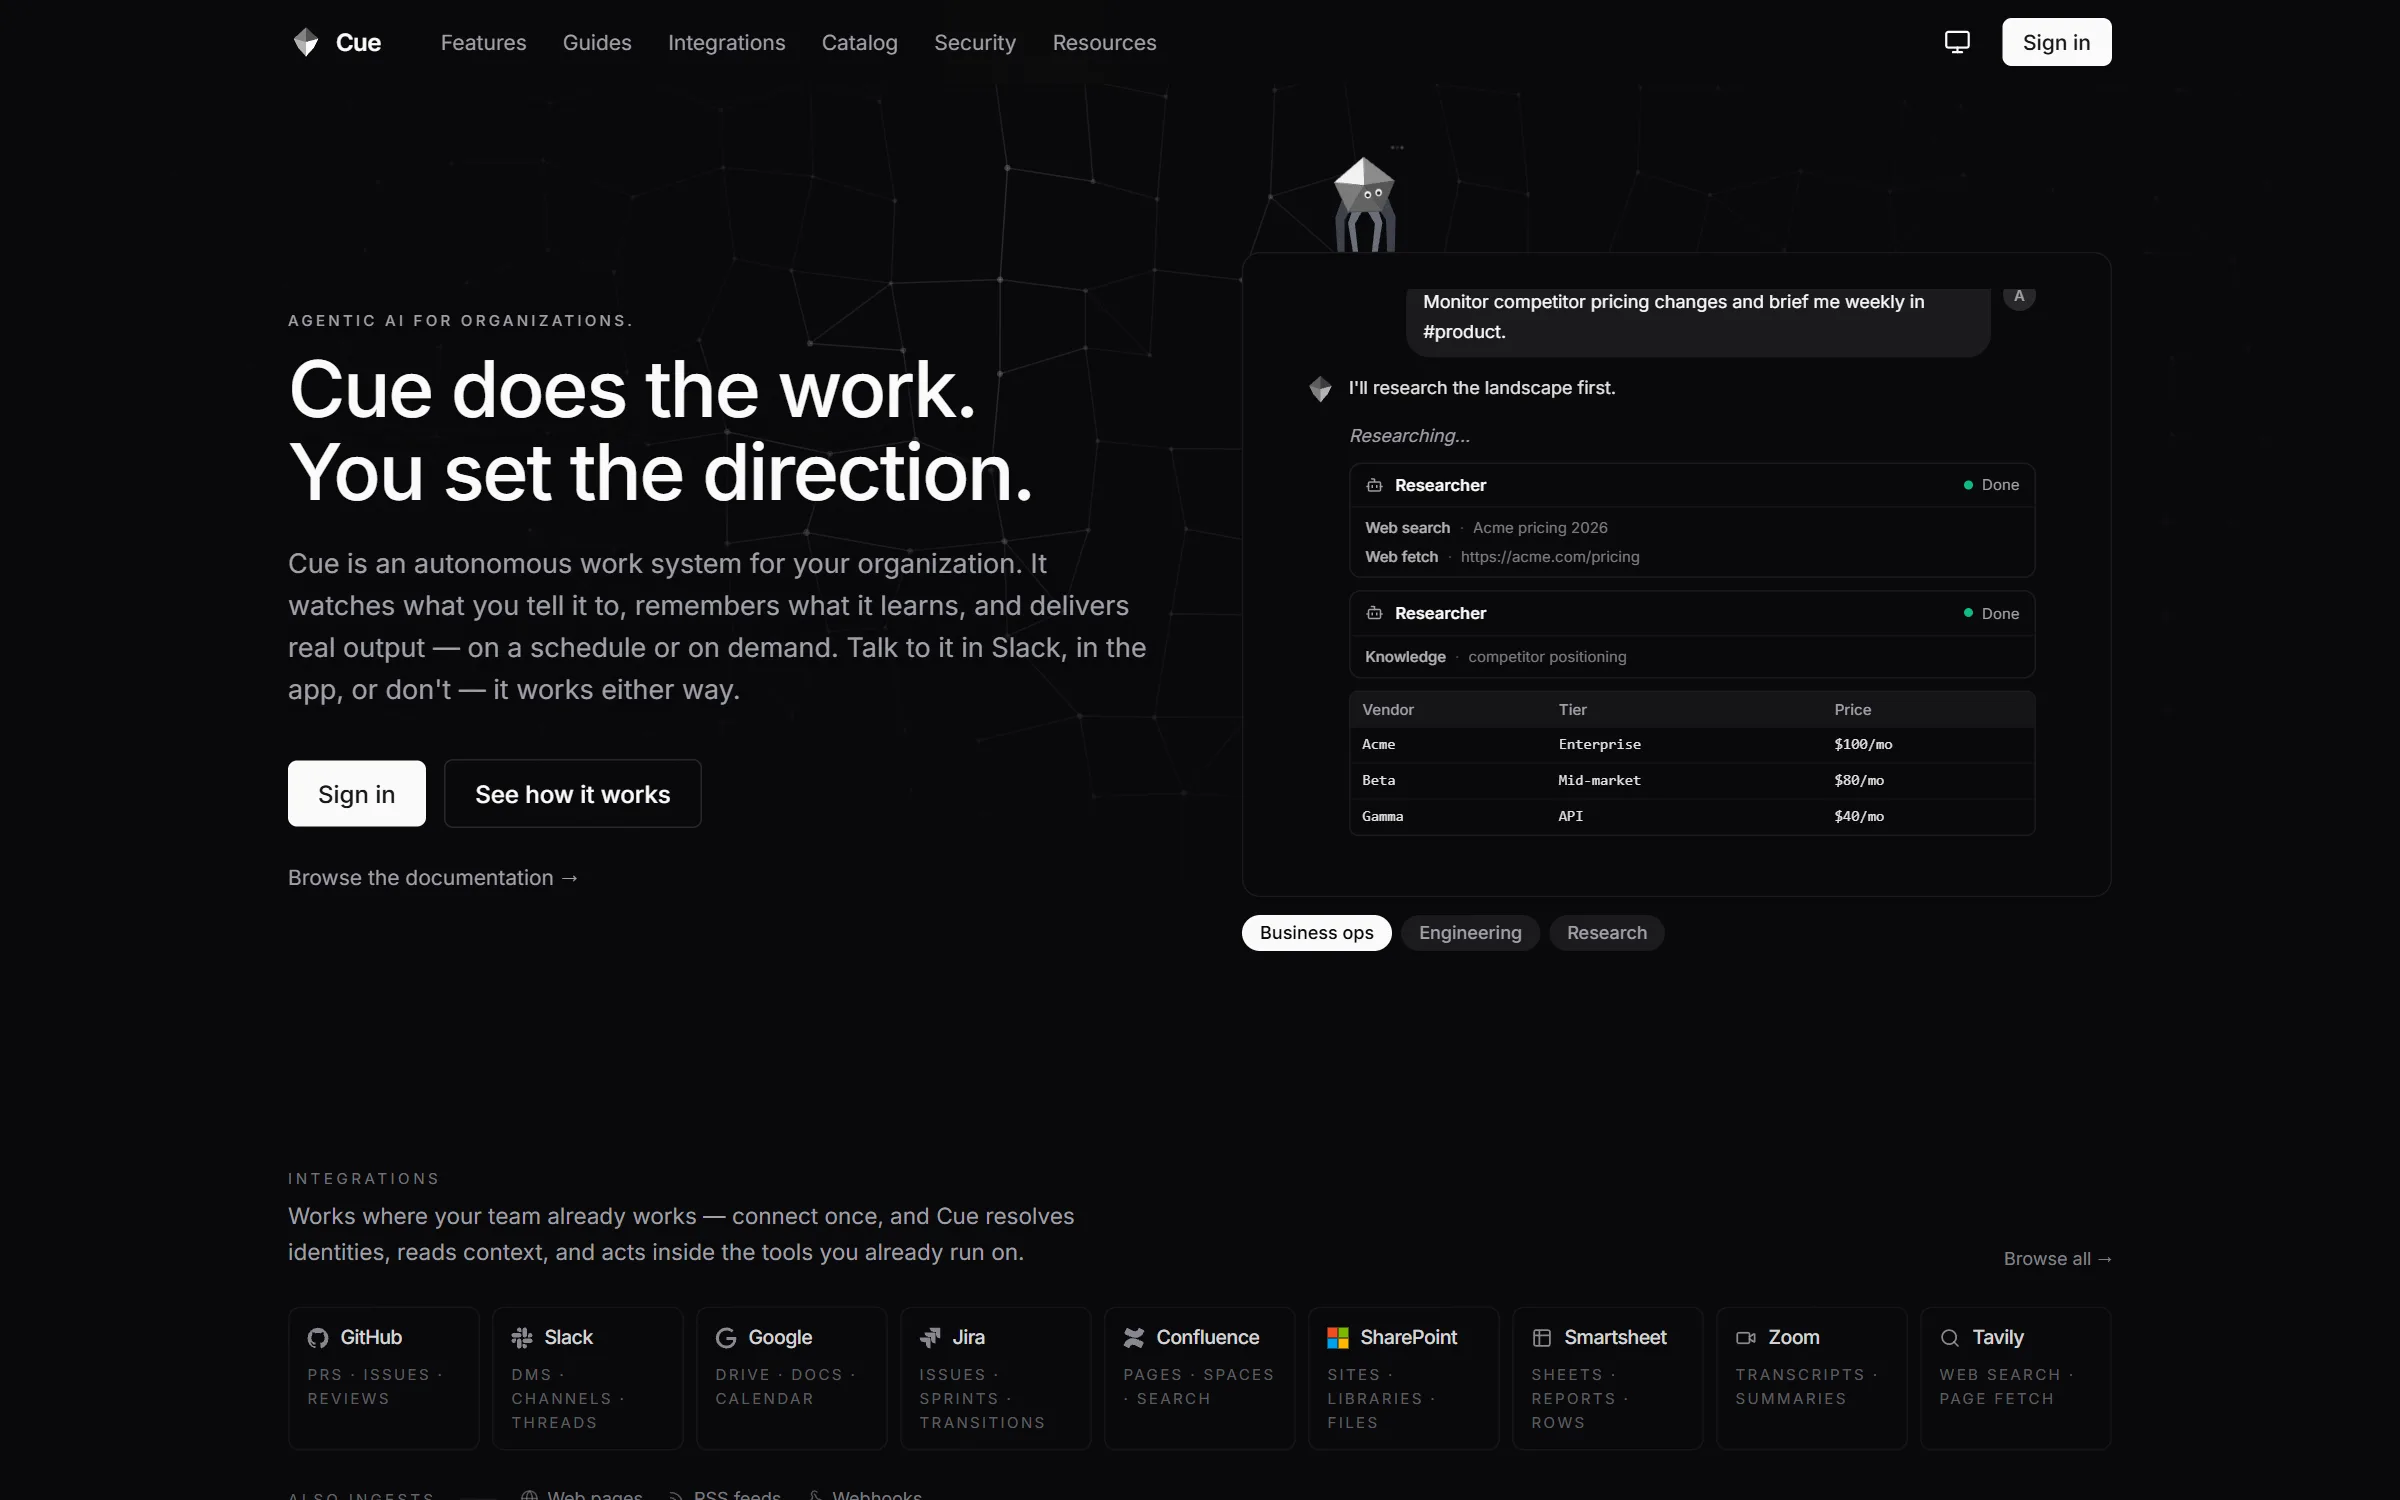 Cue
Features
Guides
Integrations
Catalog
Security
Resources
Sign in
AGENTIC AI FOR ORGANIZATIONS.
Cue does the work.
You set the direction.
Cue is an autonomous work system for your organization. It
watches what you tell it to, remembers what it learns, and delivers
real output — on a schedule or on demand. Talk to it in Slack, in the
app, or don't — it works either way.
Sign in
See how it works
Browse the documentation →
Monitor competitor pricing changes and brief me weekly in
#product.
A
I'll research the landscape first.
Researching...
Researcher
Done
Web search · Acme pricing 2026
Web fetch · https://acme.com/pricing
Researcher
Done
Knowledge · competitor positioning
Vendor Tier Price
Acme Enterprise $100/mo
Beta Mid-market $80/mo
Gamma API $40/mo
Business ops
Engineering
Research
INTEGRATIONS
Works where your team already works — connect once, and Cue resolves
identities, reads context, and acts inside the tools you already run on.
Browse all →
GitHub
PRS · ISSUES ·
REVIEWS
Slack
DMS ·
CHANNELS ·
THREADS
Google
DRIVE · DOCS ·
CALENDAR
Jira
ISSUES ·
SPRINTS ·
TRANSITIONS
Confluence
PAGES · SPACES
· SEARCH
SharePoint
SITES ·
LIBRARIES ·
FILES
Smartsheet
SHEETS ·
REPORTS ·
ROWS
Zoom
TRANSCRIPTS ·
SUMMARIES
Tavily
WEB SEARCH ·
PAGE FETCH
ALSO INGESTS
Web pages
RSS feeds
Webhooks